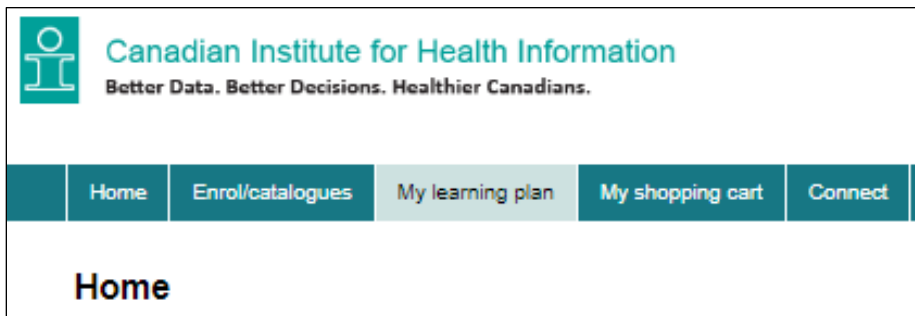 Canadian Institute for Health Information
Better Data. Better Decisions. Healthier Canadians.
Home Enrol/catalogues My learning plan My shopping cart Connect
Home